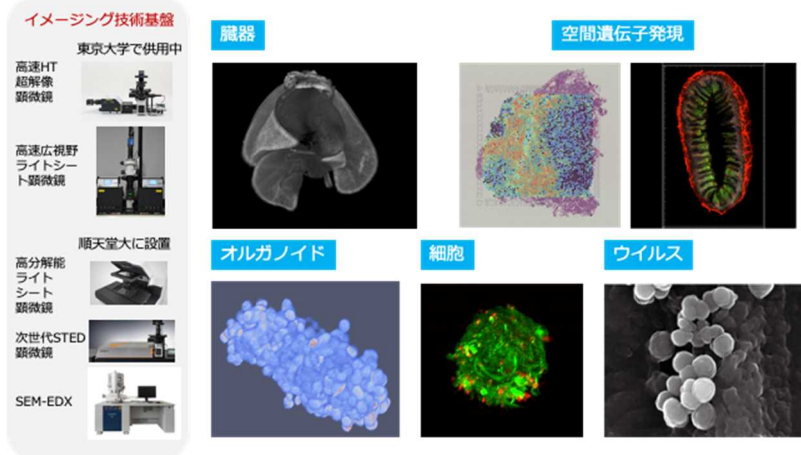 イメージング技術基盤
東京大学で供用中
高速HT
超解像
顕微鏡
高速広視野
ライトシー
ト顕微鏡
順天堂大に設置
高分解能
ライト
シート
顕微鏡
次世代STED
顕微鏡
SEM-EDX
臓器
空間遺伝子発現
オルガノイド
細胞
ウイルス